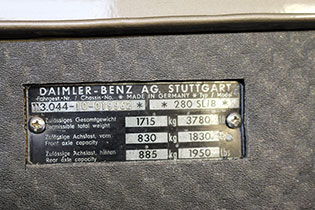 DAIMLER-BENZ AG. STUTTGART
Fahrgest.-Nr. / Chassis-No. * MADE IN GERMANY * Typ / Model
113.044-10- * * 280 SL/8 *
Zulässiges Gesamtgewicht 1715 kg 3780 lbs
Permissible total weight
Zulässige Achslast, vorn 830 kg 1830 lbs
Front axle capacity
Zulässige Achslast, hinten 885 kg 1950 lbs
Rear axle capacity